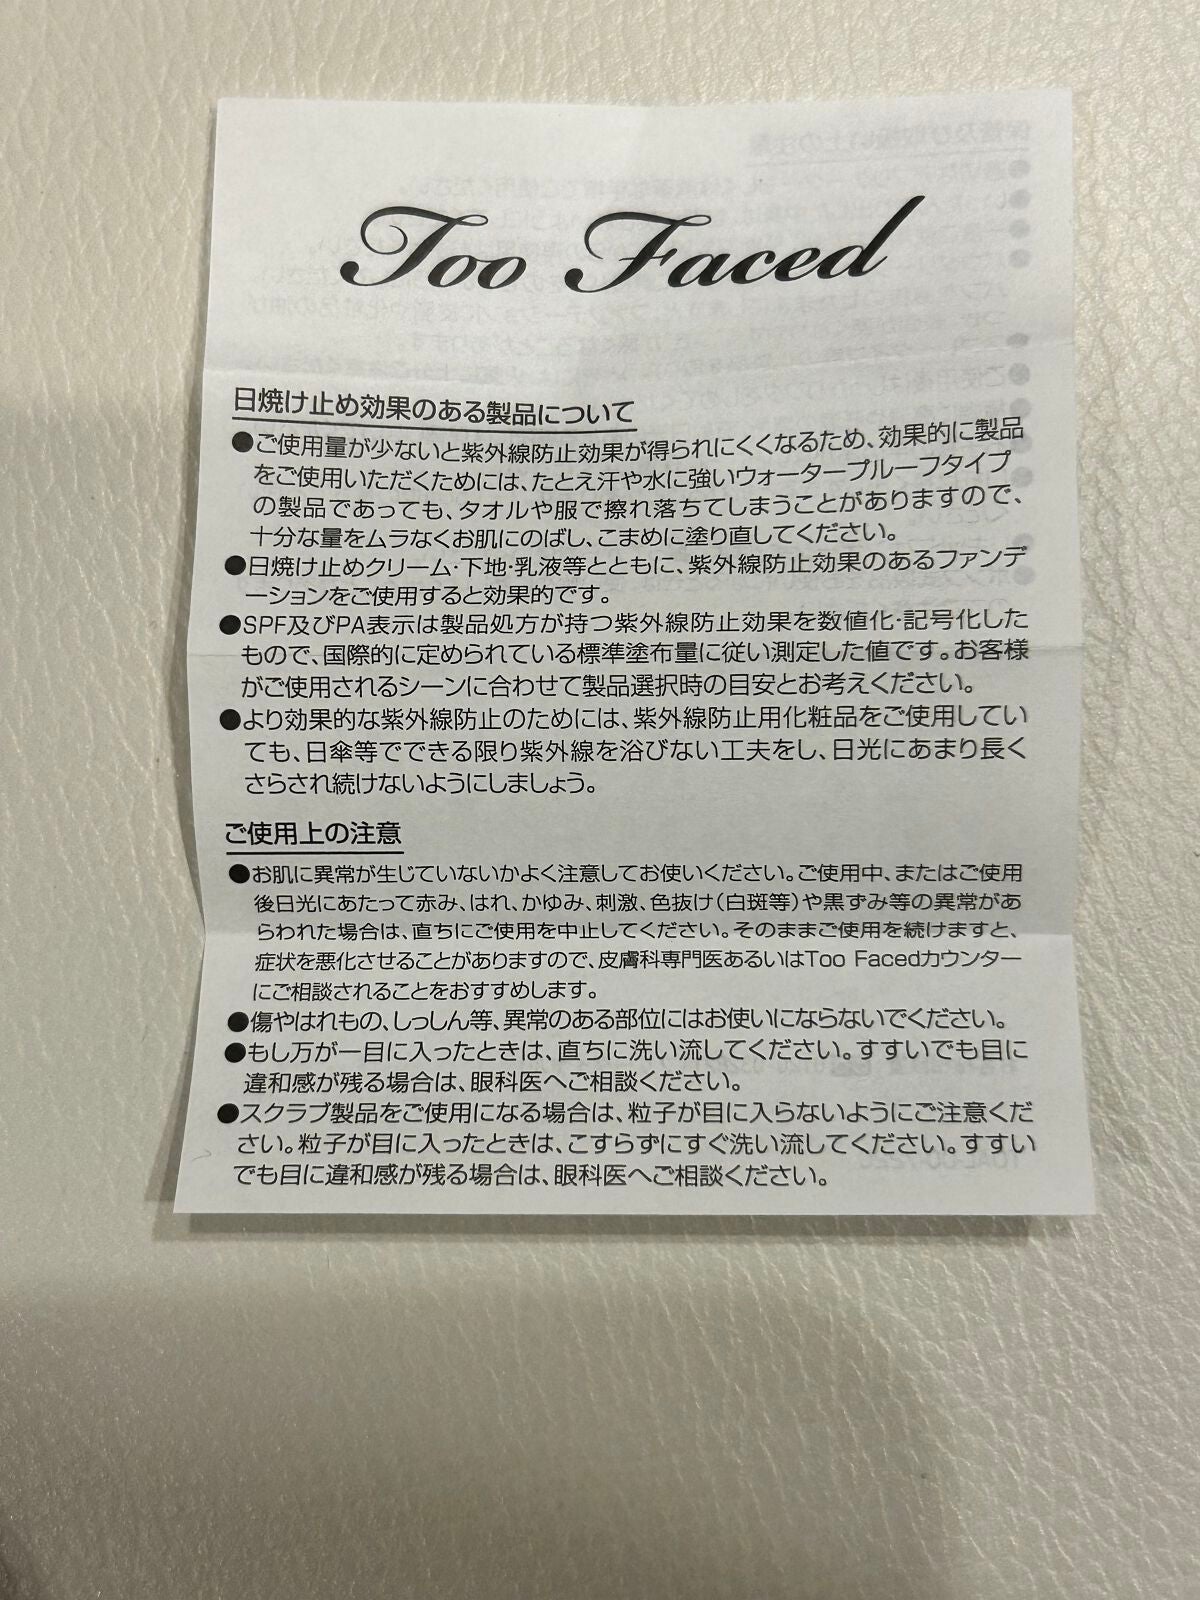 Too Faced
日焼け止め効果のある製品について
●ご使用量が少ないと紫外線防止効果が得られにくくなるため、効果的に製品
をご使用いただくためには、たとえ汗や水に強いウォータープルーフタイプ
の製品であっても、タオルや服で擦れ落ちてしまうことがありますので、
十分な量をムラなくお肌にのばし、こまめに塗り直してください。
●日焼け止めクリーム・下地・乳液等とともに、紫外線防止効果のあるファンデ
ーションをご使用すると効果的です。
●SPF及びPA表示は製品処方が持つ紫外線防止効果を数値化・記号化した
もので、国際的に定められている標準塗布量に従い測定した値です。お客様
がご使用されるシーンに合わせて製品選択時の目安とお考えください。
●より効果的な紫外線防止のためには、紫外線防止用化粧品をご使用してい
ても、日傘等でできる限り紫外線を浴びない工夫をし、日光にあまり長く
さらされ続けないようにしましょう。
ご使用上の注意
●お肌に異常が生じていないかよく注意してお使いください。ご使用中、またはご使用
後日光にあたって赤み、はれ、かゆみ、刺激、色抜け(白斑等)や黒ずみ等の異常があ
らわれた場合は、直ちにご使用を中止してください。そのままご使用を続けますと、
症状を悪化させることがありますので、皮膚科専門医あるいはToo Facedカウンター
にご相談されることをおすすめします。
●傷やはれもの、しっしん等、異常のある部位にはお使いにならないでください。
●もし万が一目に入ったときは、直ちに洗い流してください。すすいでも目に
違和感が残る場合は、眼科医へご相談ください。
●スクラブ製品をご使用になる場合は、粒子が目に入らないようにご注意くだ
さい。粒子が目に入ったときは、こすらずにすぐ洗い流してください。すすい
でも目に違和感が残る場合は、眼科医へご相談ください。